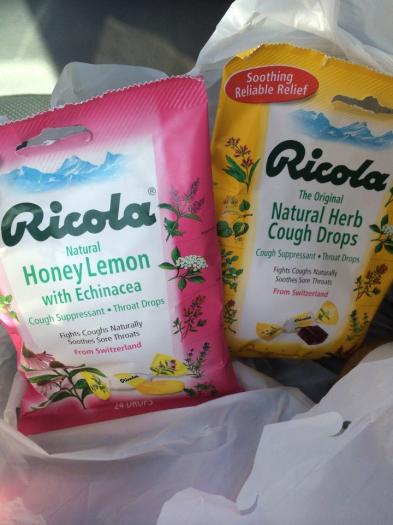 Ricola®
Natural
Honey Lemon
with Echinacea
Cough Suppressant • Throat Drops
Fights Coughs Naturally
Soothes Sore Throats
From Switzerland
Ricola
24 DROPS
Soothing
Reliable Relief
Ricola
The Original
Natural Herb
Cough Drops
Cough Suppressant • Throat Drops
Fights Coughs Naturally
Soothes Sore Throats
From Switzerland